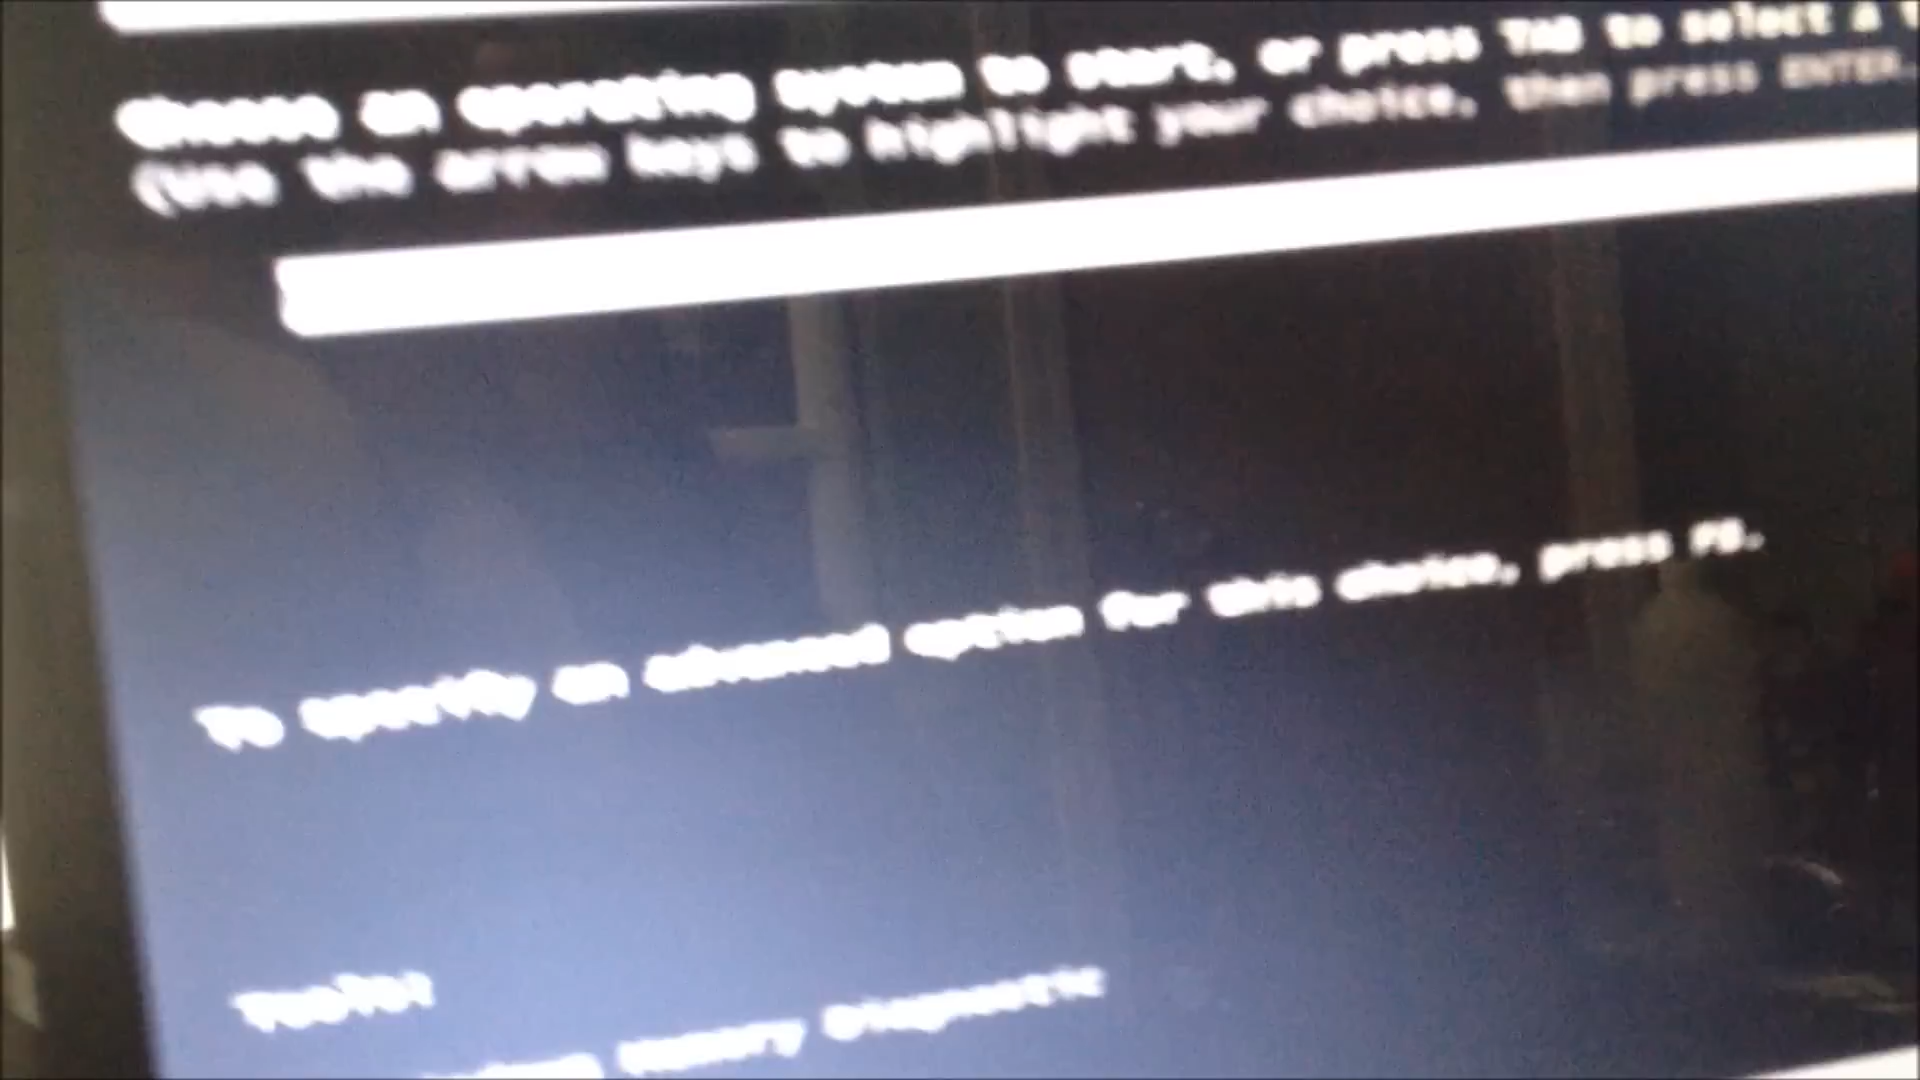 Choose an operating system to start, or press TAB to select a
(Use the arrow keys to highlight your choice, then press ENTER.
To specify an advanced option for this choice, press F8.
Tools:
Memory Diagnostic